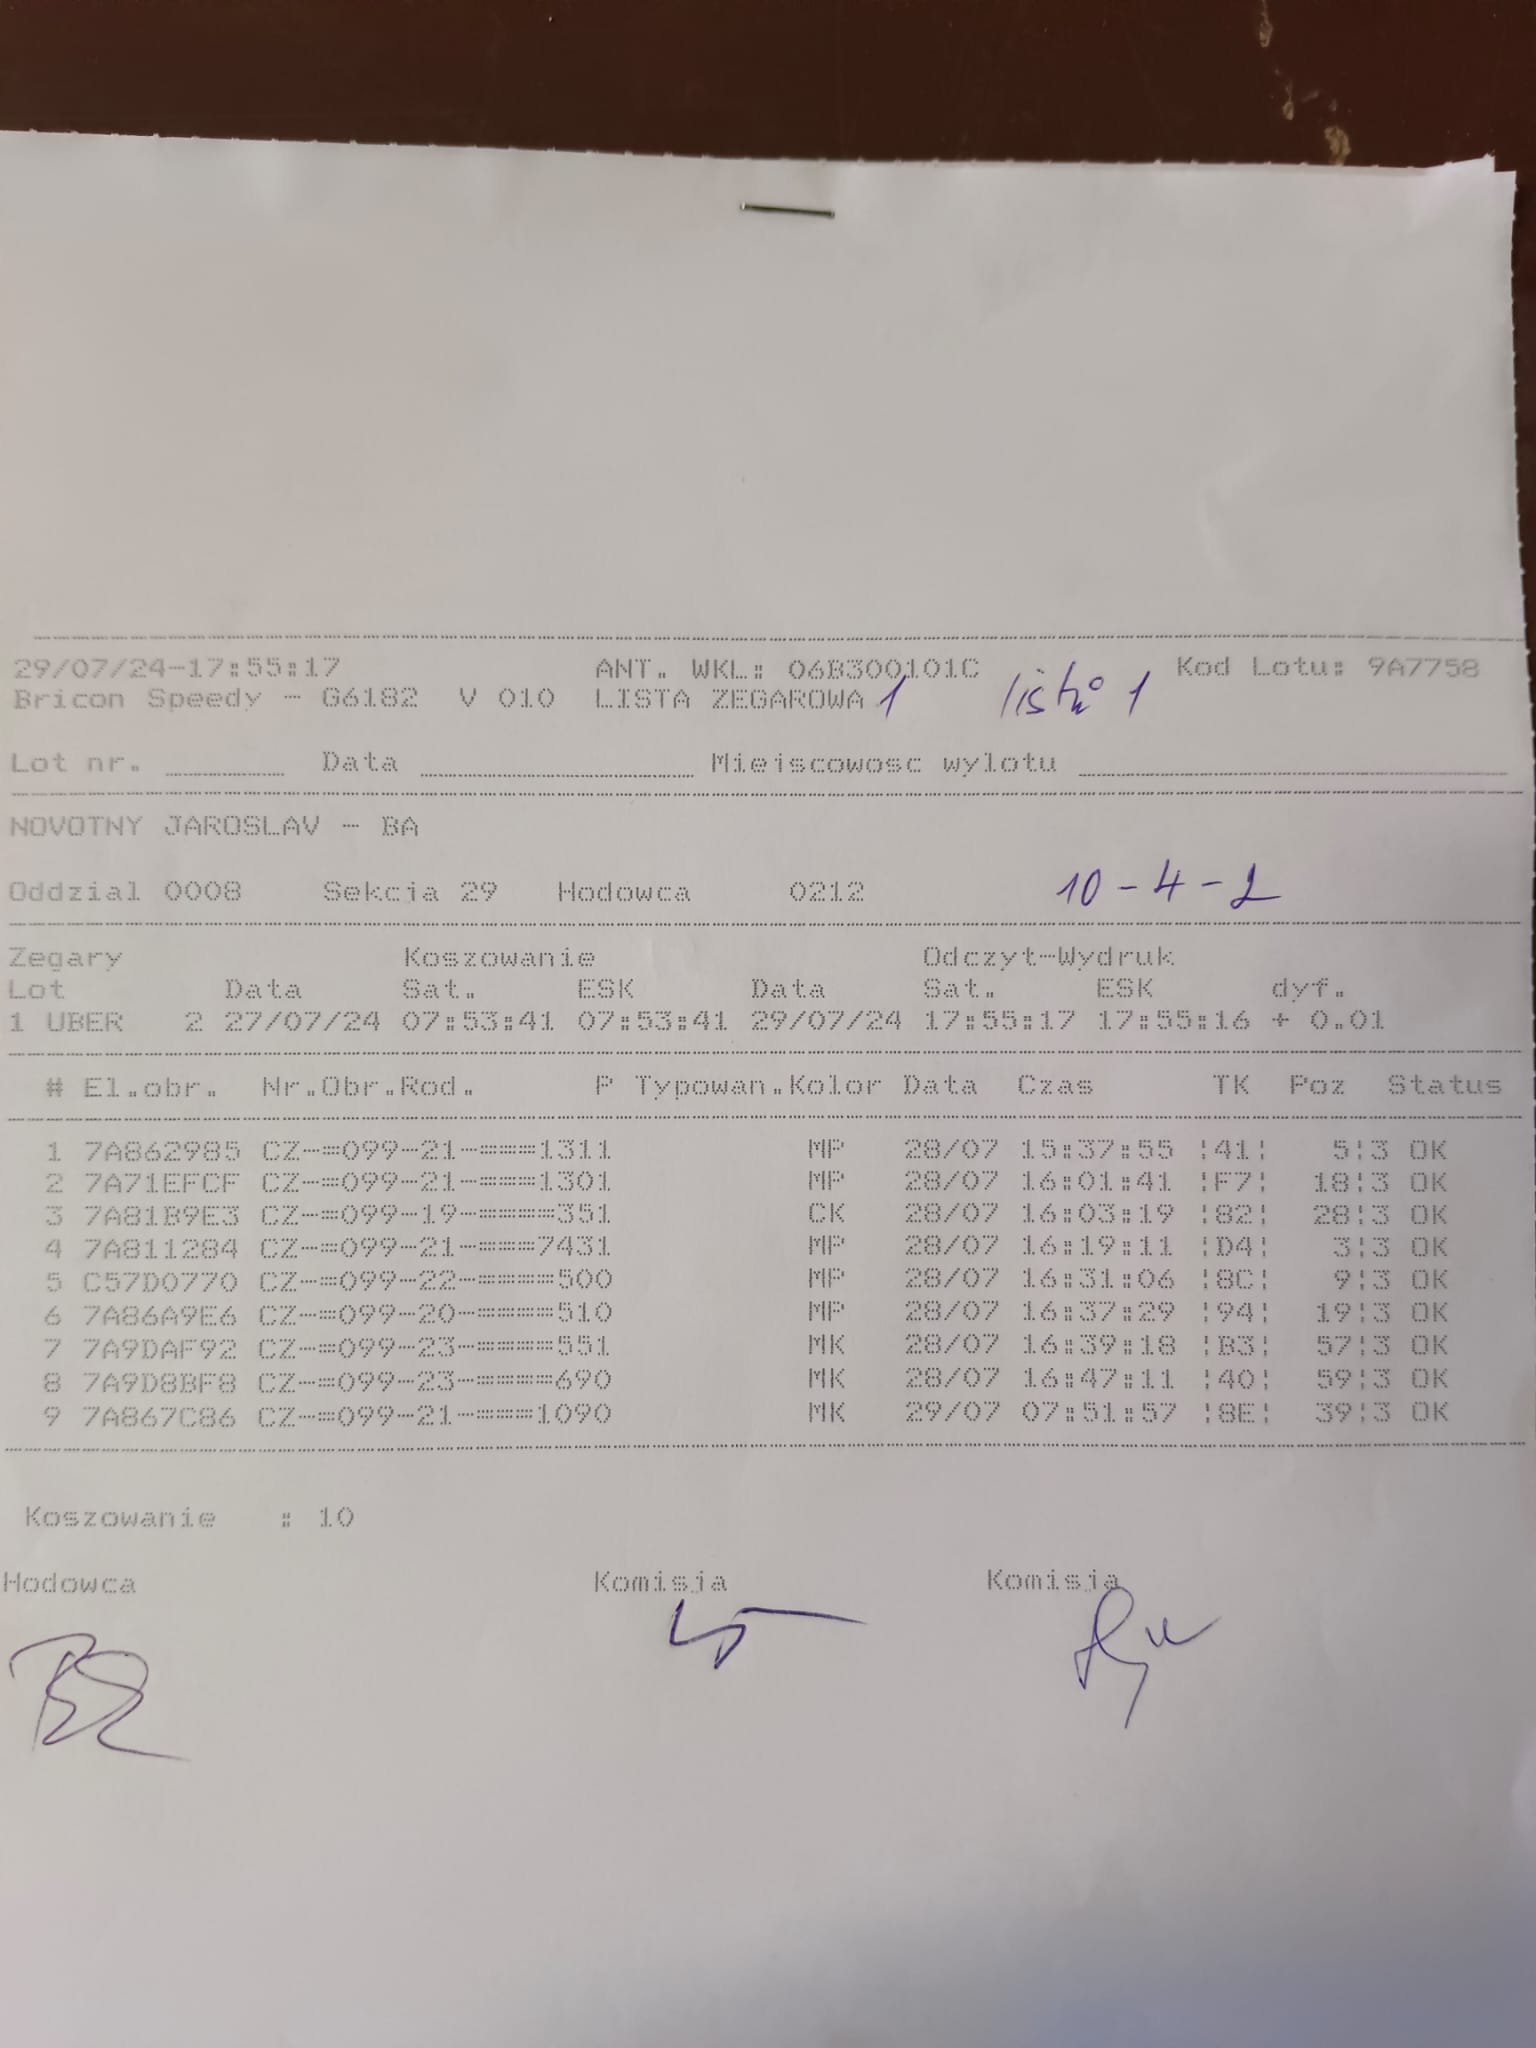 29/07/24-17:55:17 ANT. WKL: 06B300101C Kod Lotu: 9A7758
Bricon Speedy - G6182 V 010 LISTA ZEGAROWA 1 listů 1
Lot nr. ______ Data ______________ Miejscowosc wylotu ______________________
NOVOTNY JAROSLAV - BA
Oddzial 0008 Sekcja 29 Hodowca 0212 10-4-2
Zegary Koszowanie Odczyt-Wydruk
Lot Data Sat. ESK Data Sat. ESK dyf.
1 UBER 2 27/07/24 07:53:41 07:53:41 29/07/24 17:55:17 17:55:16 + 0.01
# El.obr. Nr.Obr.Rod. P Typowan.Kolor Data Czas TK Poz Status
1 7A862985 CZ-=099-21-===1311 MP 28/07 15:37:55 ¦41¦ 5¦3 OK
2 7A71EFCF CZ-=099-21-===1301 MP 28/07 16:01:41 ¦F7¦ 18¦3 OK
3 7A81B9E3 CZ-=099-19-====351 CK 28/07 16:03:19 ¦82¦ 28¦3 OK
4 7A811284 CZ-=099-21-===7431 MP 28/07 16:19:11 ¦D4¦ 3¦3 OK
5 C57D0770 CZ-=099-22-====500 MP 28/07 16:31:06 ¦8C¦ 9¦3 OK
6 7A86A9E6 CZ-=099-20-====510 MP 28/07 16:37:29 ¦94¦ 19¦3 OK
7 7A9DAF92 CZ-=099-23-====551 MK 28/07 16:39:18 ¦B3¦ 57¦3 OK
8 7A9D8BF8 CZ-=099-23-====690 MK 28/07 16:47:11 ¦40¦ 59¦3 OK
9 7A867C86 CZ-=099-21-===1090 MK 29/07 07:51:57 ¦8E¦ 39¦3 OK
Koszowanie : 10
Hodowca Komisja Komisja